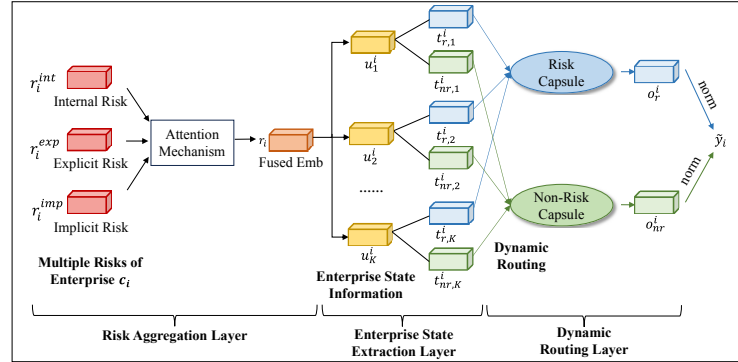 r_i^{int}
Internal Risk
r_i^{exp}
Explicit Risk
r_i^{imp}
Implicit Risk
Multiple Risks of
Enterprise c_i
Attention
Mechanism
r_i
Fused Emb
u_1^i
u_2^i
......
u_K^i
Enterprise State
Information
t_{r,1}^i
t_{nr,1}^i
t_{r,2}^i
t_{nr,2}^i
t_{r,K}^i
t_{nr,K}^i
Risk
Capsule
Non-Risk
Capsule
Dynamic
Routing
o_r^i
o_{nr}^i
norm
norm
ỹ_i
Risk Aggregation Layer
Enterprise State
Extraction Layer
Dynamic
Routing Layer